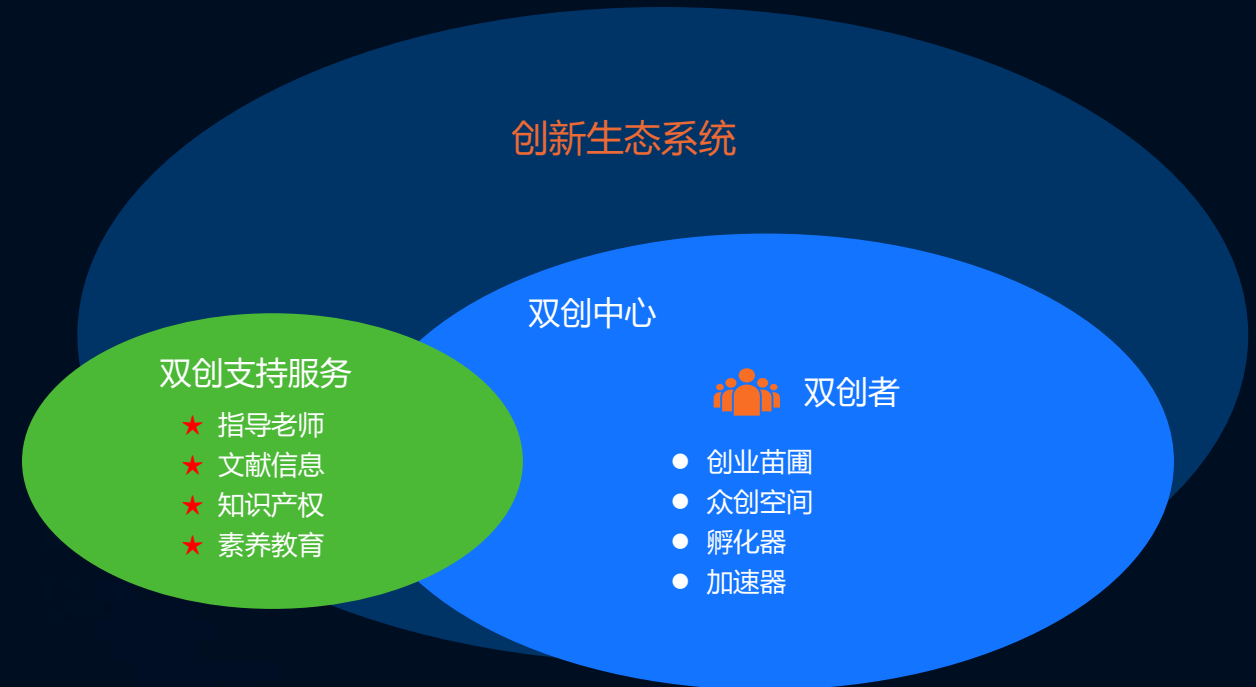 创新生态系统
双创中心
双创者
创业苗圃
众创空间
孵化器
加速器
双创支持服务
指导老师
文献信息
知识产权
素养教育